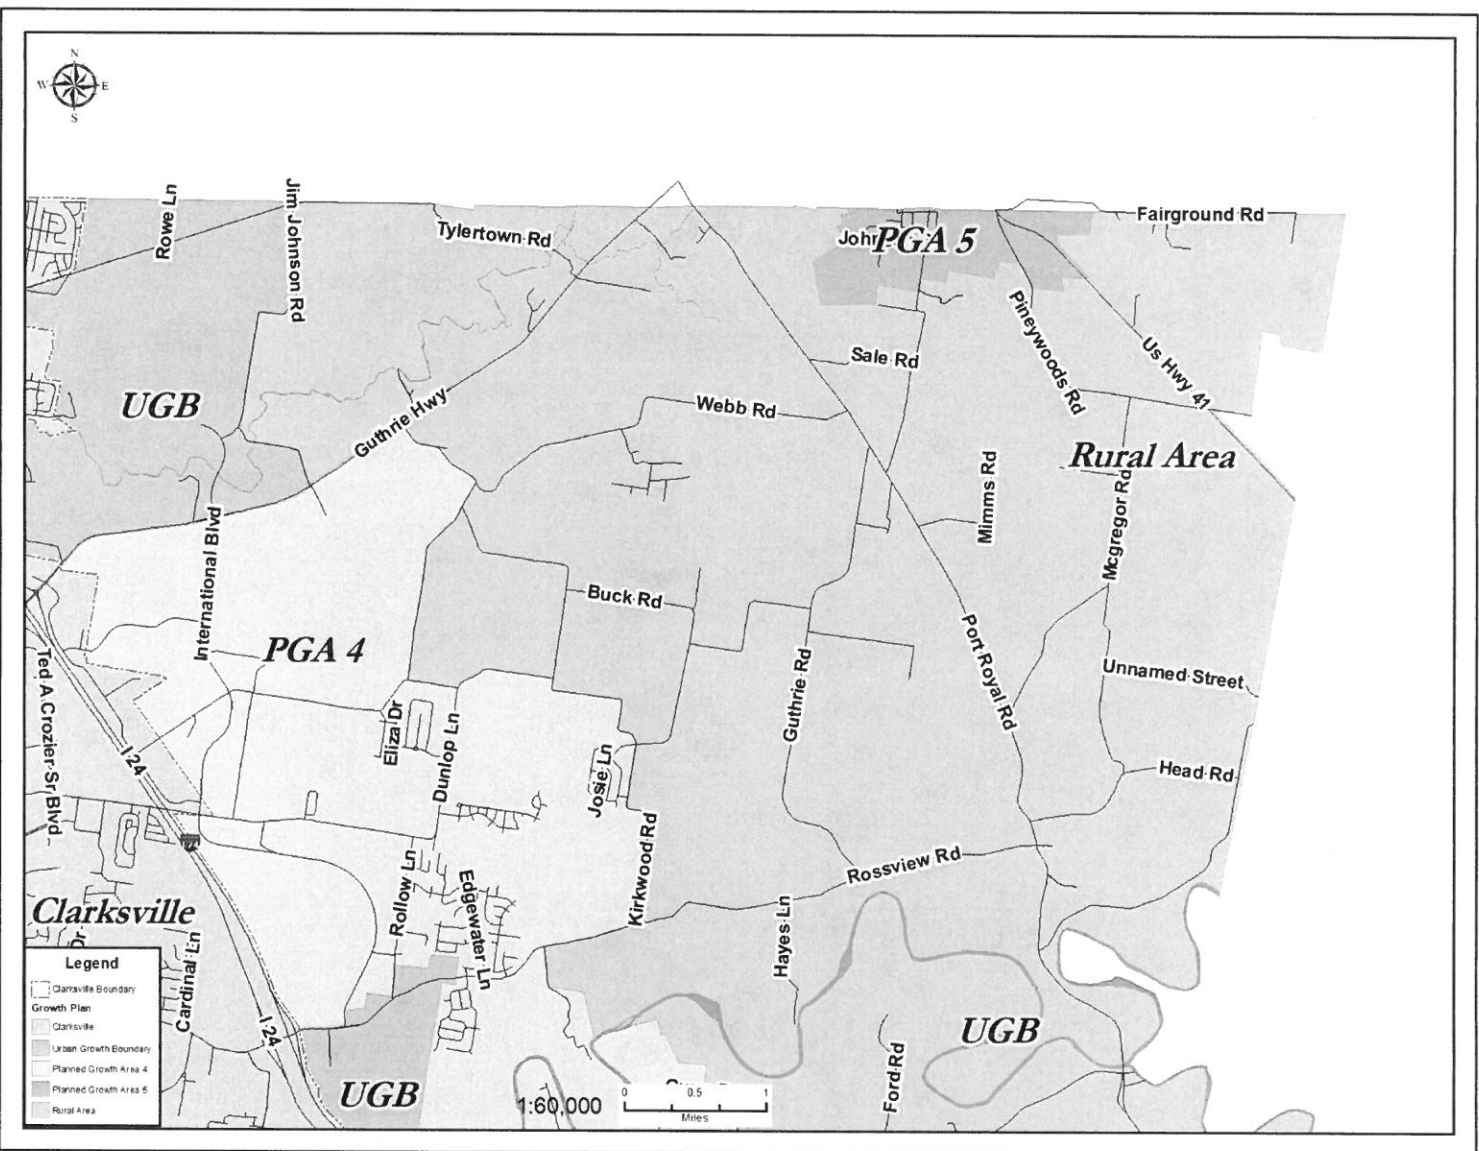 N
W E
S
Rowe Ln
Jim Johnson Rd
Tylertown Rd
PGA 5
Fairground Rd
Pineywoods Rd
Us Hwy 41
Sale Rd
UGB
Guthrie Hwy
Webb Rd
Rural Area
Mimms Rd
Mcgregor Rd
International Blvd
Buck Rd
PGA 4
Port Royal Rd
Guthrie Rd
Unnamed Street
Ted A Crozier Sr Blvd
Eliza Dr
Dunlop Ln
I 24
Josie Ln
Head Rd
Kirkwood Rd
Rossview Rd
Rollow Ln
Edgewater Ln
Clarksville
Dr
Cardinal Ln
Hayes Ln
I 24
UGB
Ford Rd
UGB
Legend
Clarksville Boundary
Growth Plan
Clarksville
Urban Growth Boundary
Planned Growth Area 4
Planned Growth Area 5
Rural Area
1:60,000
0 0.5 1
Miles